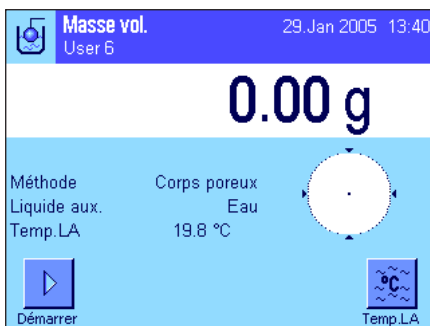 Masse vol. 29.Jan 2005 13:40
User 6
0.00 g
Méthode Corps poreux
Liquide aux. Eau
Temp.LA 19.8 °C
°C
Démarrer Temp.LA